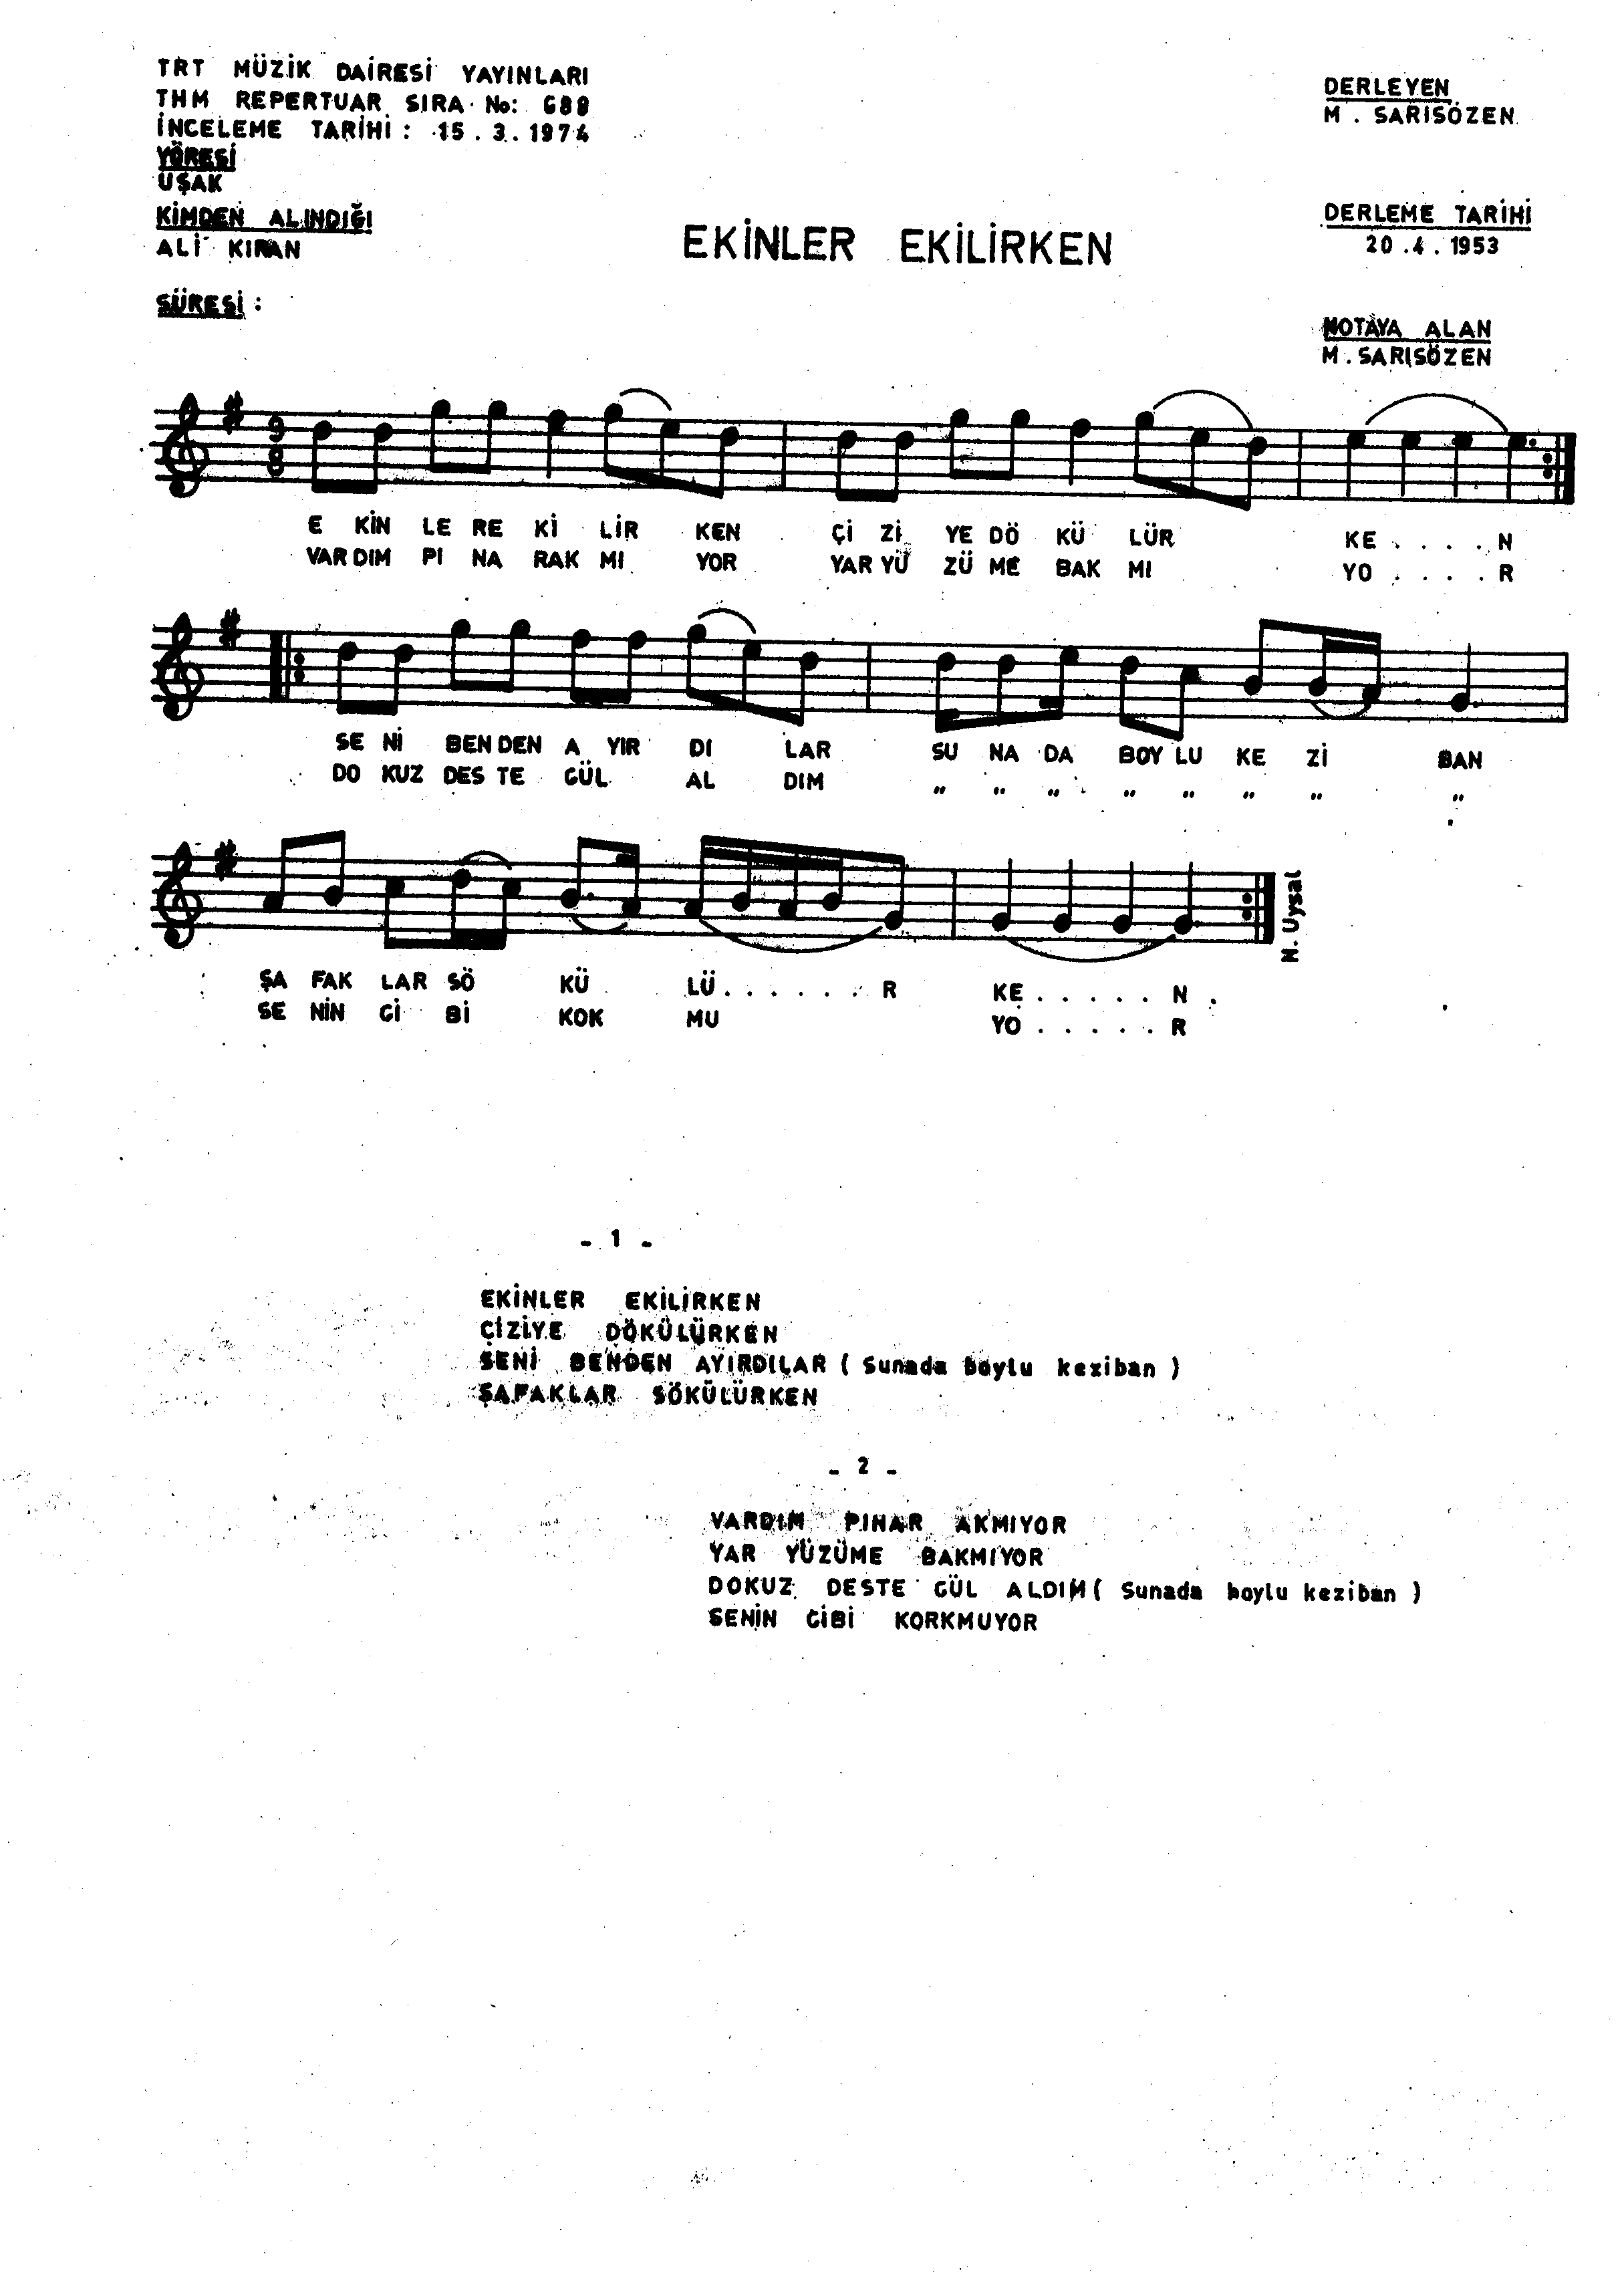 TRT MÜZİK DAİRESİ YAYINLARI
THM REPERTUAR SIRA No: 688
İNCELEME TARİHİ : 15 . 3 . 1974
YÖRESİ
UŞAK
KİMDEN ALINDIĞI
ALİ KIRAN
SÜRESİ :
EKİNLER EKİLİRKEN
DERLEYEN
M . SARISÖZEN
DERLEME TARİHİ
20 . 4 . 1953
NOTAYA ALAN
M . SARISÖZEN
9
8
E KİN LE RE Kİ LİR KEN Çİ Zİ YE DÖ KÜ LÜR KE . . . . N
VAR DIM PI NA RAK MI YOR YAR YÜ ZÜ ME BAK MI YO . . . . R
SE Nİ BEN DEN A YIR DI LAR SU NA DA BOY LU KE Zİ BAN
DO KUZ DES TE GÜL AL DIM " " " " " " " "
ŞA FAK LAR SÖ KÜ LÜ . . . . . . R KE . . . . . N .
SE NİN Gİ Bİ KOK MU YO . . . . . R
N. Uysal
- 1 -
EKİNLER EKİLİRKEN
ÇİZİYE DÖKÜLÜRKEN
SENİ BENDEN AYIRDILAR ( Sunada boylu keziban )
ŞAFAKLAR SÖKÜLÜRKEN
- 2 -
VARDIM PINAR AKMIYOR
YAR YÜZÜME BAKMIYOR
DOKUZ DESTE GÜL ALDIM ( Sunada boylu keziban )
SENİN GİBİ KORKMUYOR